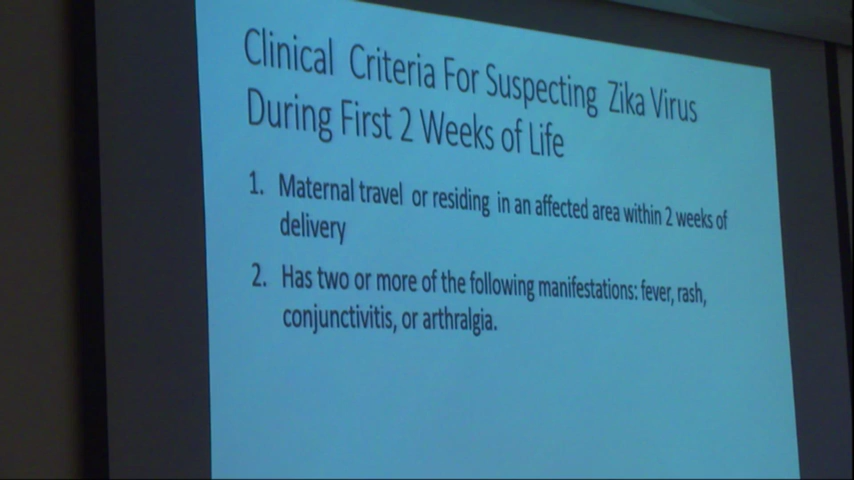 Clinical Criteria For Suspecting Zika Virus
During First 2 Weeks of Life
1. Maternal travel or residing in an affected area within 2 weeks of
delivery
2. Has two or more of the following manifestations: fever, rash,
conjunctivitis, or arthralgia.